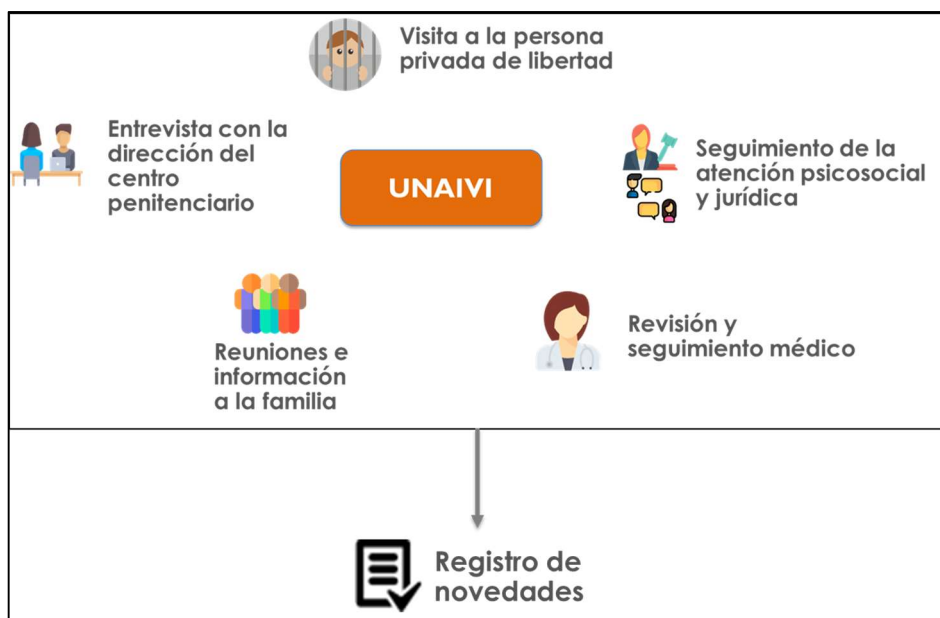 Visita a la persona
privada de libertad
Entrevista con la
dirección del
centro
penitenciario
UNAIVI
Seguimiento de la
atención psicosocial
y jurídica
Reuniones e
información
a la familia
Revisión y
seguimiento médico
Registro de
novedades